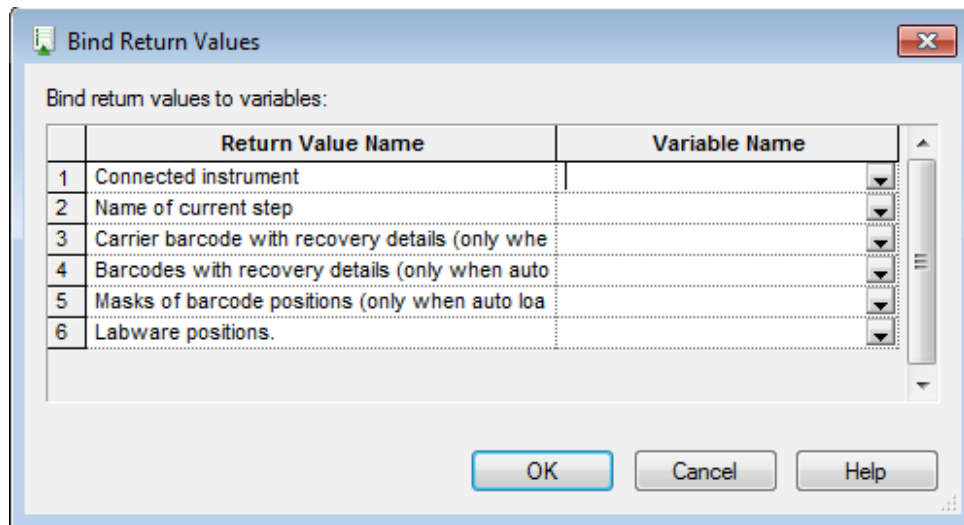 Bind Return Values
Bind return values to variables:
Return Value Name Variable Name
1 Connected instrument
2 Name of current step
3 Carrier barcode with recovery details (only whe
4 Barcodes with recovery details (only when auto
5 Masks of barcode positions (only when auto loa
6 Labware positions.
OK Cancel Help